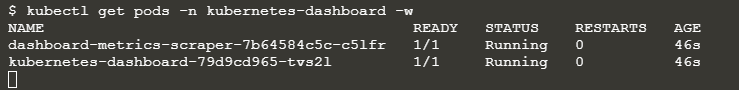 $ kubectl get pods -n kubernetes-dashboard -w
NAME READY STATUS RESTARTS AGE
dashboard-metrics-scraper-7b64584c5c-c5lfr 1/1 Running 0 46s
kubernetes-dashboard-79d9cd965-tvs2l 1/1 Running 0 46s